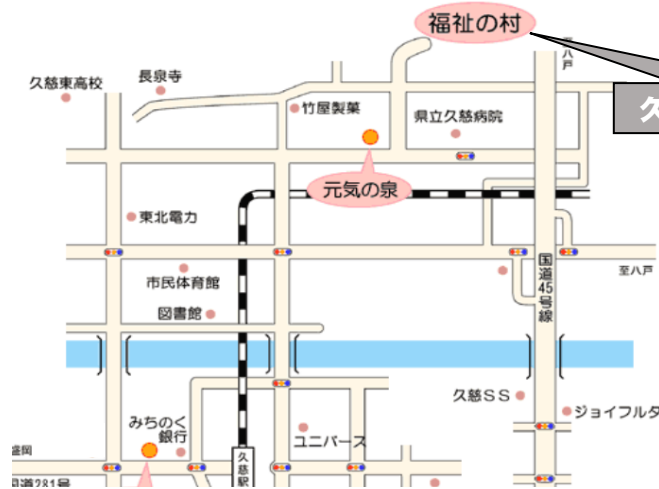 福祉の村
至八戸
久慈東高校
長泉寺
竹屋製菓
県立久慈病院
久
元気の泉
東北電力
市民体育館
国道45号線
至八戸
図書館
久慈SS
ジョイフルタ
みちのく
銀行
ユニバース
久慈駅
盛岡
国道281号